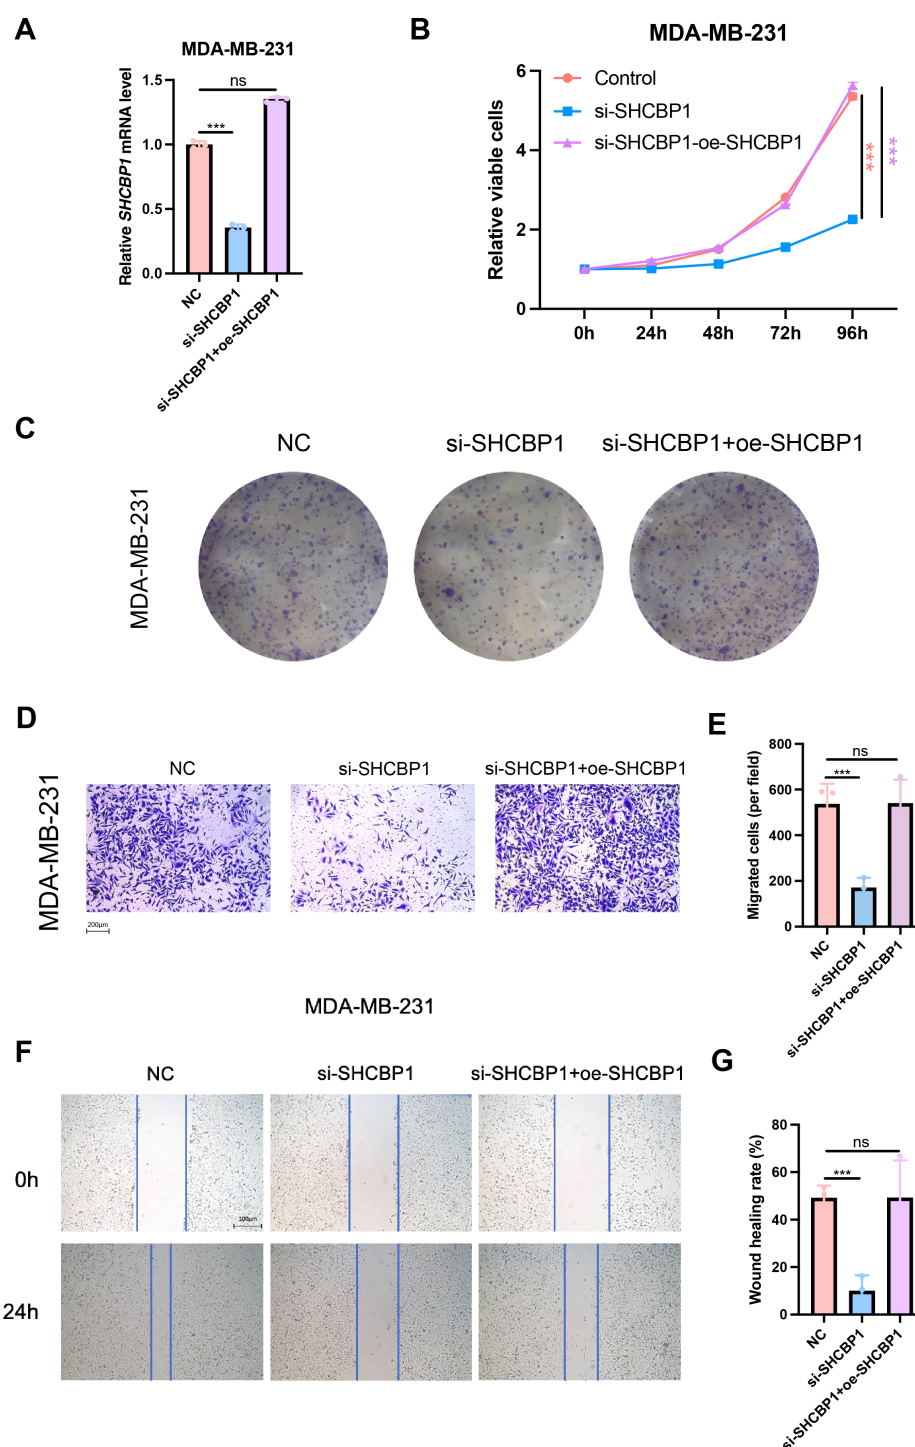 A
MDA-MB-231
Relative SHCBP1 mRNA level
1.5
1.0
0.5
0.0
ns
***
NC
si-SHCBP1
si-SHCBP1+oe-SHCBP1
B
MDA-MB-231
Relative viable cells
6
4
2
0
Control
si-SHCBP1
si-SHCBP1-oe-SHCBP1
***
***
0h 24h 48h 72h 96h
C
NC si-SHCBP1 si-SHCBP1+oe-SHCBP1
MDA-MB-231
D
NC si-SHCBP1 si-SHCBP1+oe-SHCBP1
MDA-MB-231
200μm
E
Migrated cells (per field)
800
600
400
200
0
ns
***
NC
si-SHCBP1
si-SHCBP1+oe-SHCBP1
MDA-MB-231
F
NC si-SHCBP1 si-SHCBP1+oe-SHCBP1
0h
100μm
24h
G
Wound healing rate (%)
80
60
40
20
0
ns
***
NC
si-SHCBP1
si-SHCBP1+oe-SHCBP1